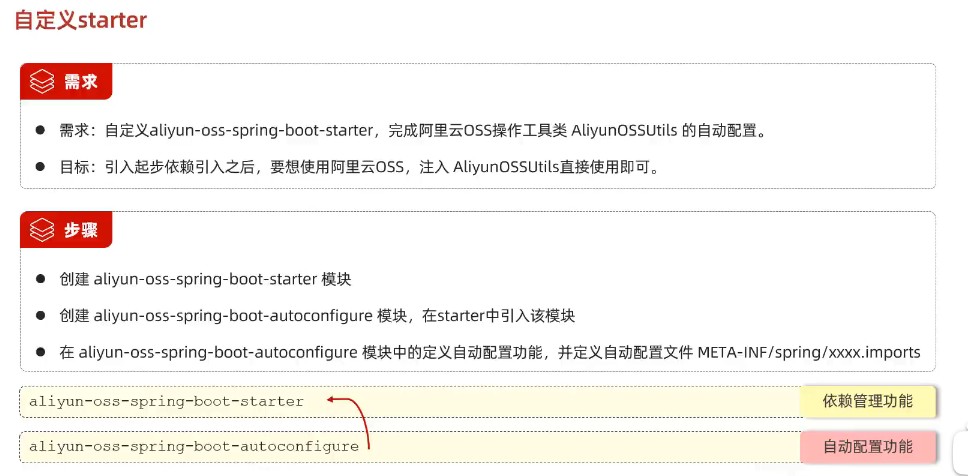 自定义starter
需求
需求：自定义aliyun-oss-spring-boot-starter，完成阿里云OSS操作工具类 AliyunOSSUtils 的自动配置。
目标：引入起步依赖引入之后，要想使用阿里云OSS，注入 AliyunOSSUtils直接使用即可。
步骤
创建 aliyun-oss-spring-boot-starter 模块
创建 aliyun-oss-spring-boot-autoconfigure 模块，在starter中引入该模块
在 aliyun-oss-spring-boot-autoconfigure 模块中的定义自动配置功能，并定义自动配置文件 META-INF/spring/xxxx.imports
aliyun-oss-spring-boot-starter 依赖管理功能
aliyun-oss-spring-boot-autoconfigure 自动配置功能